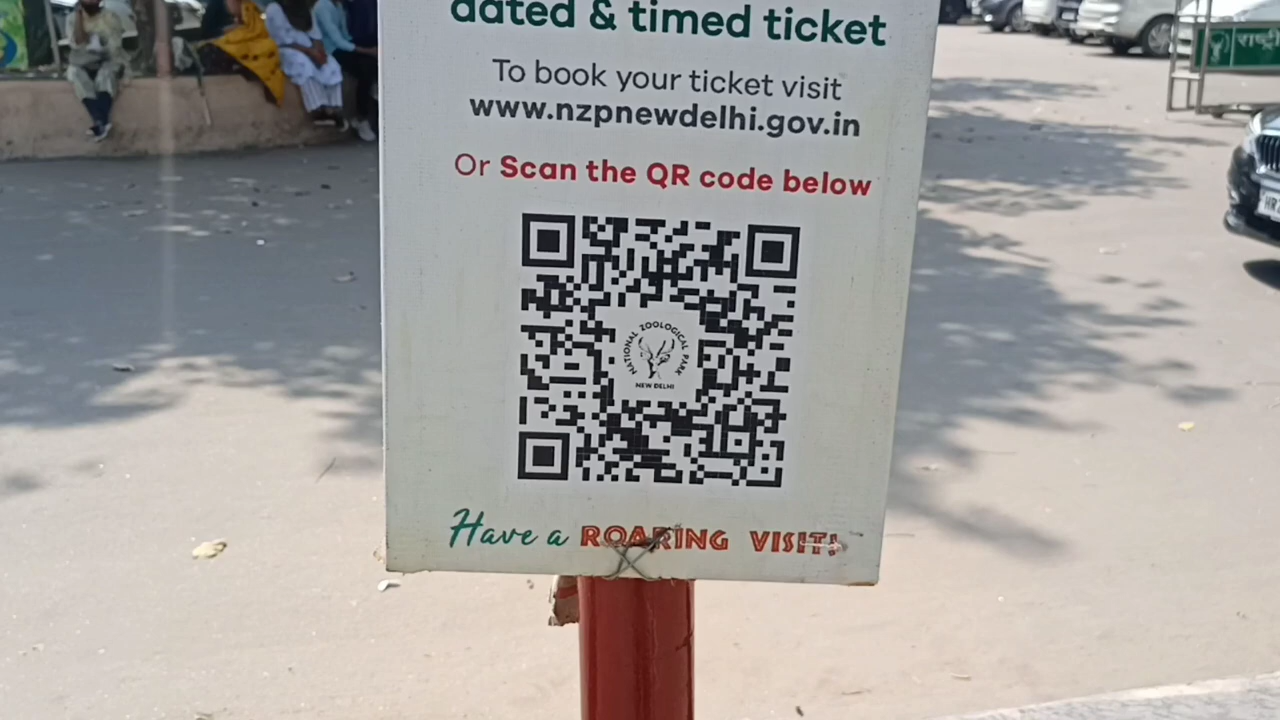 dated & timed ticket
To book your ticket visit
www.nzpnewdelhi.gov.in
Or Scan the QR code below
NATIONAL ZOOLOGICAL PARK
NEW DELHI
Have a ROARING VISIT!
राष्ट्री
HR